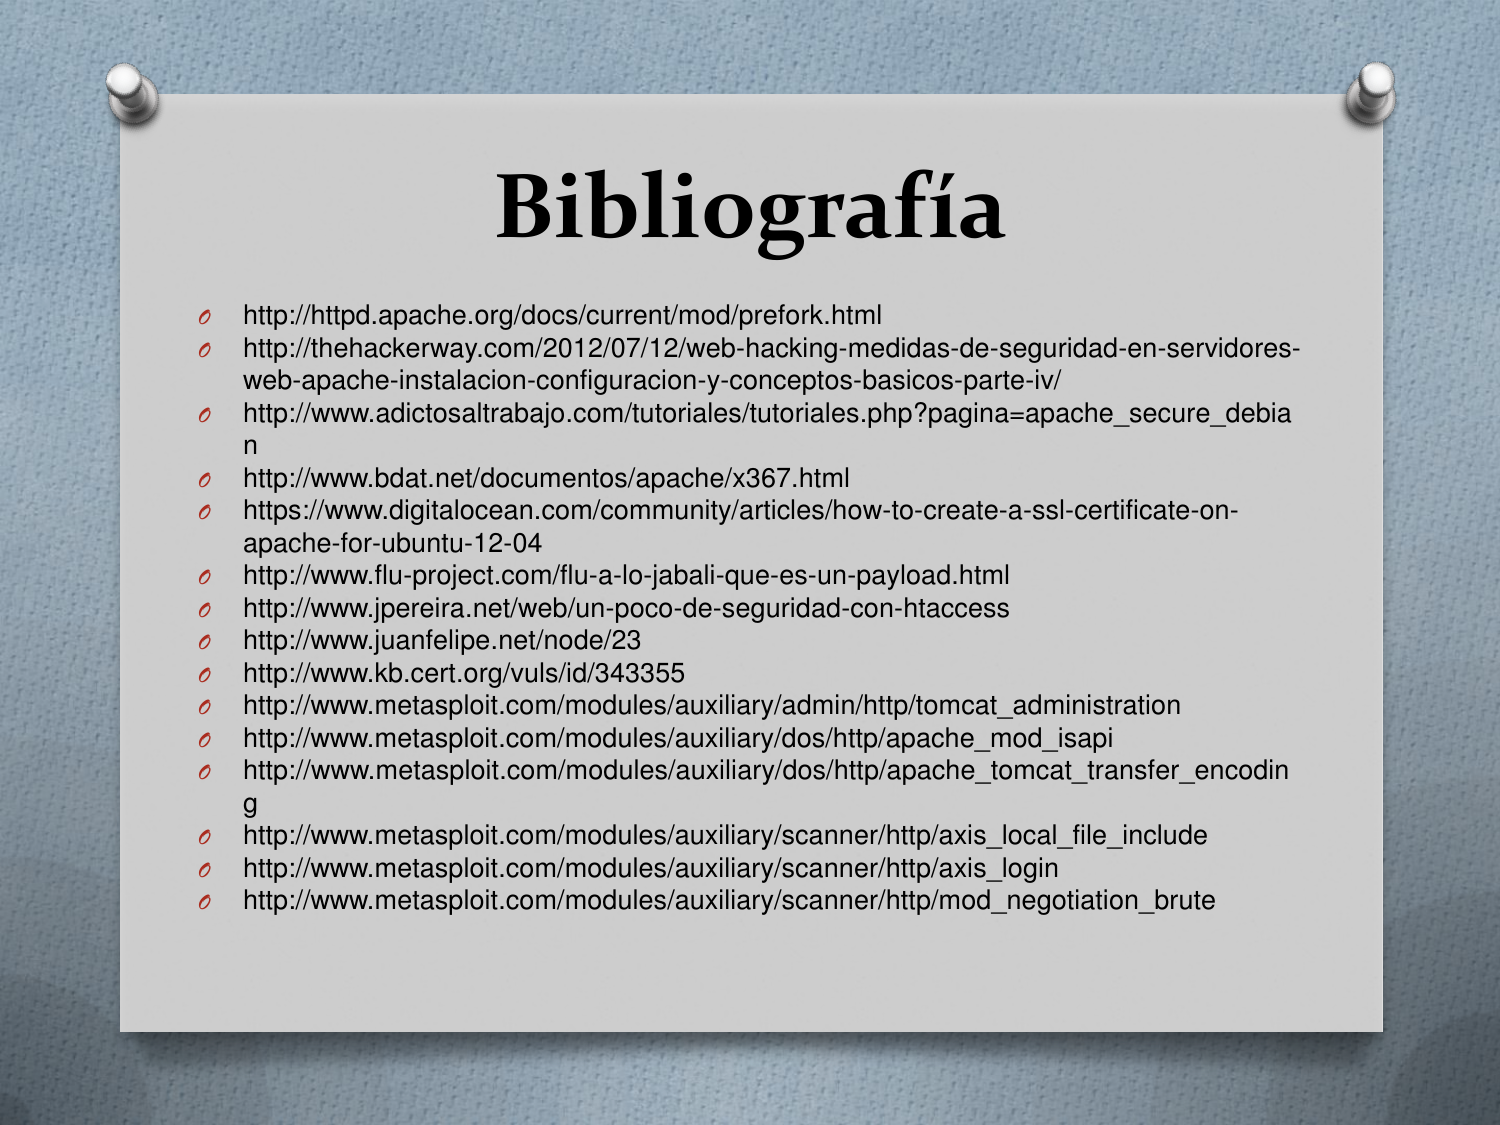 Bibliografía
http://httpd.apache.org/docs/current/mod/prefork.html
http://thehackerway.com/2012/07/12/web-hacking-medidas-de-seguridad-en-servidores-
web-apache-instalacion-configuracion-y-conceptos-basicos-parte-iv/
http://www.adictosaltrabajo.com/tutoriales/tutoriales.php?pagina=apache_secure_debia
n
http://www.bdat.net/documentos/apache/x367.html
https://www.digitalocean.com/community/articles/how-to-create-a-ssl-certificate-on-
apache-for-ubuntu-12-04
http://www.flu-project.com/flu-a-lo-jabali-que-es-un-payload.html
http://www.jpereira.net/web/un-poco-de-seguridad-con-htaccess
http://www.juanfelipe.net/node/23
http://www.kb.cert.org/vuls/id/343355
http://www.metasploit.com/modules/auxiliary/admin/http/tomcat_administration
http://www.metasploit.com/modules/auxiliary/dos/http/apache_mod_isapi
http://www.metasploit.com/modules/auxiliary/dos/http/apache_tomcat_transfer_encodin
g
http://www.metasploit.com/modules/auxiliary/scanner/http/axis_local_file_include
http://www.metasploit.com/modules/auxiliary/scanner/http/axis_login
http://www.metasploit.com/modules/auxiliary/scanner/http/mod_negotiation_brute